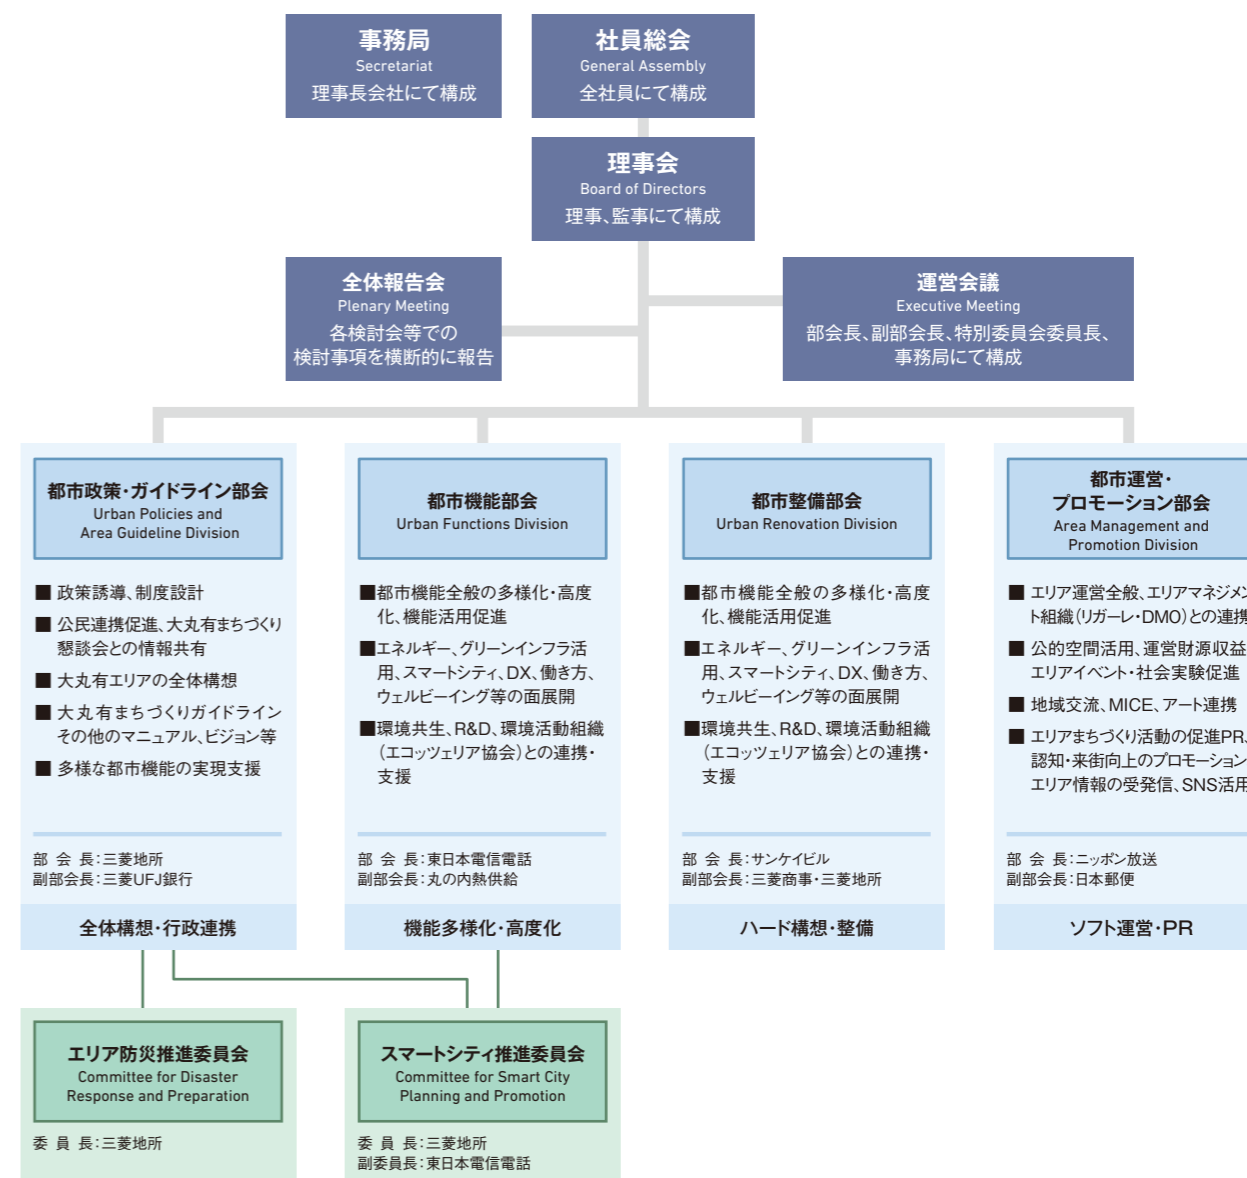 事務局
Secretariat
理事長会社にて構成
社員総会
General Assembly
全社員にて構成
理事会
Board of Directors
理事、監事にて構成
全体報告会
Plenary Meeting
各検討会等での
検討事項を横断的に報告
運営会議
Executive Meeting
部会長、副部会長、特別委員会委員長、
事務局にて構成
都市政策・ガイドライン部会
Urban Policies and
Area Guideline Division
■ 政策誘導、制度設計
■ 公民連携促進、大丸有まちづくり
懇談会との情報共有
■ 大丸有エリアの全体構想
■ 大丸有まちづくりガイドライン
その他のマニュアル、ビジョン等
■ 多様な都市機能の実現支援
部 会 長：三菱地所
副部会長：三菱UFJ銀行
全体構想・行政連携
都市機能部会
Urban Functions Division
■都市機能全般の多様化・高度
化、機能活用促進
■エネルギー、グリーンインフラ活
用、スマートシティ、DX、働き方、
ウェルビーイング等の面展開
■環境共生、R&D、環境活動組織
（エコッツェリア協会）との連携・
支援
部 会 長：東日本電信電話
副部会長：丸の内熱供給
機能多様化・高度化
都市整備部会
Urban Renovation Division
■都市機能全般の多様化・高度
化、機能活用促進
■エネルギー、グリーンインフラ活
用、スマートシティ、DX、働き方、
ウェルビーイング等の面展開
■環境共生、R&D、環境活動組織
（エコッツェリア協会）との連携・
支援
部 会 長：サンケイビル
副部会長：三菱商事・三菱地所
ハード構想・整備
都市運営・
プロモーション部会
Area Management and
Promotion Division
■ エリア運営全般、エリアマネジメン
ト組織（リガーレ・DMO）との連携
■ 公的空間活用、運営財源収益
エリアイベント・社会実験促進
■ 地域交流、MICE、アート連携
■ エリアまちづくり活動の促進PR、
認知・来街向上のプロモーション
エリア情報の受発信、SNS活用
部 会 長：ニッポン放送
副部会長：日本郵便
ソフト運営・PR
エリア防災推進委員会
Committee for Disaster
Response and Preparation
委 員 長：三菱地所
スマートシティ推進委員会
Committee for Smart City
Planning and Promotion
委 員 長：三菱地所
副委員長：東日本電信電話